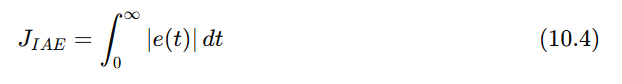 J_{IAE} = \int_0^\infty |e(t)| \, dt (10.4)